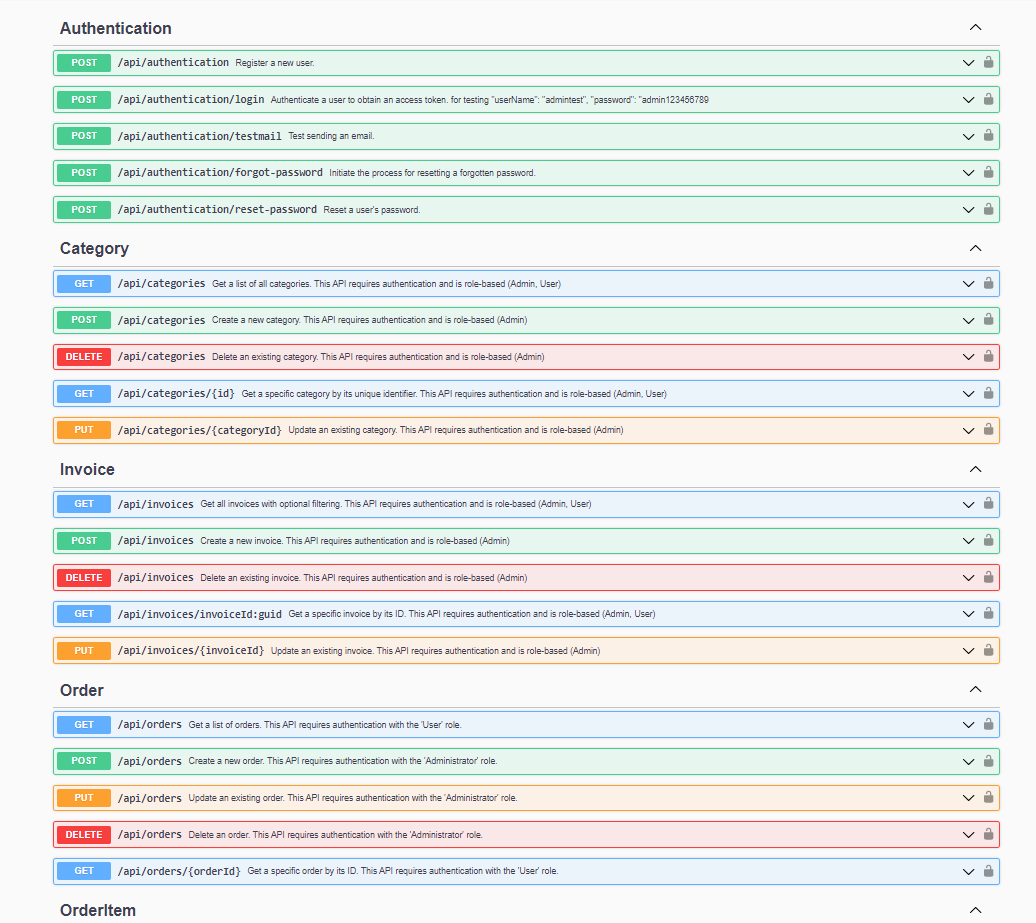 Authentication
POST /api/authentication Register a new user.
POST /api/authentication/login Authenticate a user to obtain an access token. for testing "userName": "admintest", "password": "admin123456789
POST /api/authentication/testmail Test sending an email.
POST /api/authentication/forgot-password Initiate the process for resetting a forgotten password.
POST /api/authentication/reset-password Reset a user's password.
Category
GET /api/categories Get a list of all categories. This API requires authentication and is role-based (Admin, User)
POST /api/categories Create a new category. This API requires authentication and is role-based (Admin)
DELETE /api/categories Delete an existing category. This API requires authentication and is role-based (Admin)
GET /api/categories/{id} Get a specific category by its unique identifier. This API requires authentication and is role-based (Admin, User)
PUT /api/categories/{categoryId} Update an existing category. This API requires authentication and is role-based (Admin)
Invoice
GET /api/invoices Get all invoices with optional filtering. This API requires authentication and is role-based (Admin, User)
POST /api/invoices Create a new invoice. This API requires authentication and is role-based (Admin)
DELETE /api/invoices Delete an existing invoice. This API requires authentication and is role-based (Admin)
GET /api/invoices/invoiceId:guid Get a specific invoice by its ID. This API requires authentication and is role-based (Admin, User)
PUT /api/invoices/{invoiceId} Update an existing invoice. This API requires authentication and is role-based (Admin)
Order
GET /api/orders Get a list of orders. This API requires authentication with the 'User' role.
POST /api/orders Create a new order. This API requires authentication with the 'Administrator' role.
PUT /api/orders Update an existing order. This API requires authentication with the 'Administrator' role.
DELETE /api/orders Delete an order. This API requires authentication with the 'Administrator' role.
GET /api/orders/{orderId} Get a specific order by its ID. This API requires authentication with the 'User' role.
OrderItem